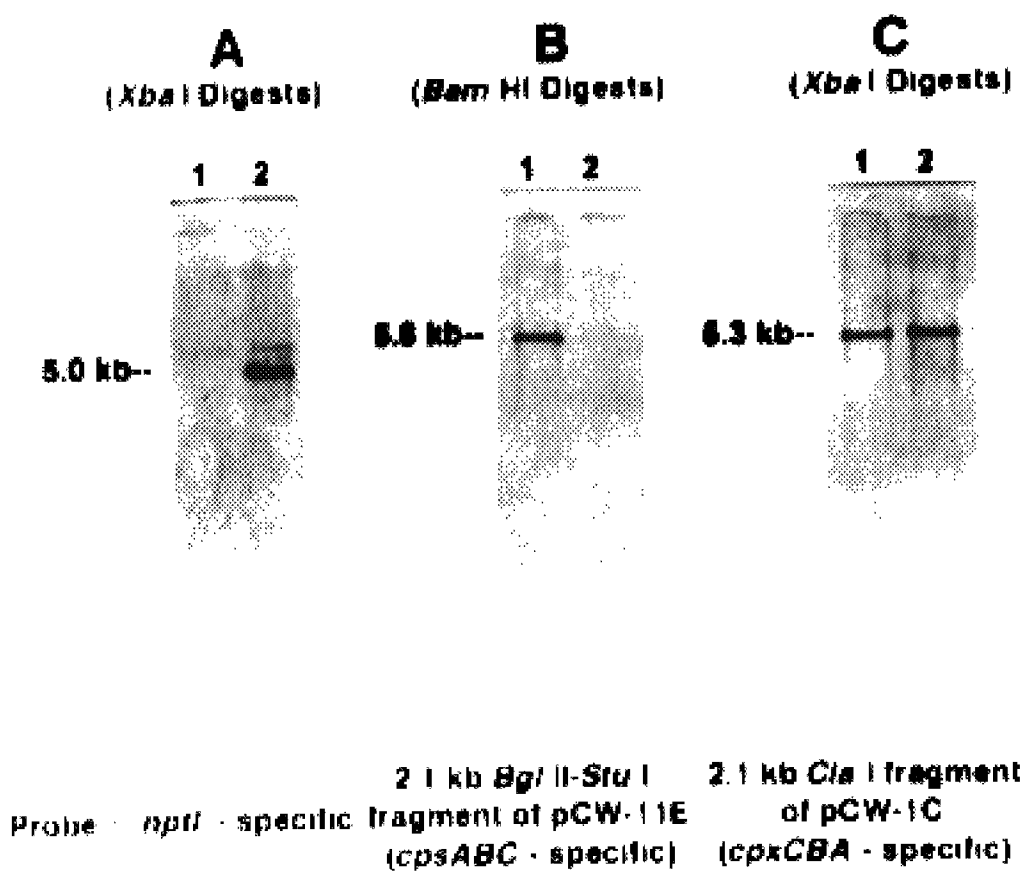 A
(Xba I Digests)
B
(Bam HI Digests)
C
(Xba I Digests)
1 2
1 2
1 2
5.0 kb--
6.3 kb--
Probe - nptI - specific
2.1 kb Bgl II-Stu I
fragment of pCW-11E
(cpsABC - specific)
2.1 kb Cla I fragment
of pCW-1C
(cpxCBA - specific)